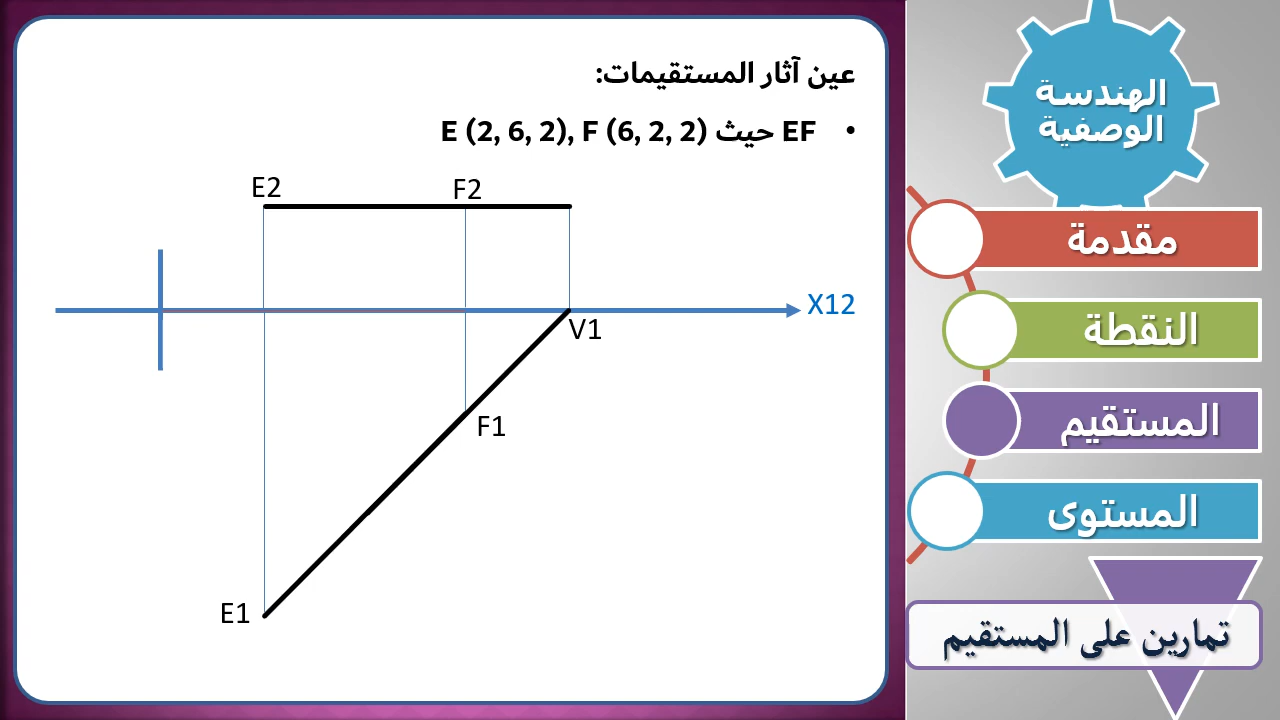 عين آثار المستقيمات:
• EF حيث E (2, 6, 2), F (6, 2, 2)
E2
F2
X12
V1
F1
E1
الهندسة
الوصفية
مقدمة
النقطة
المستقيم
المستوى
تمارين على المستقيم